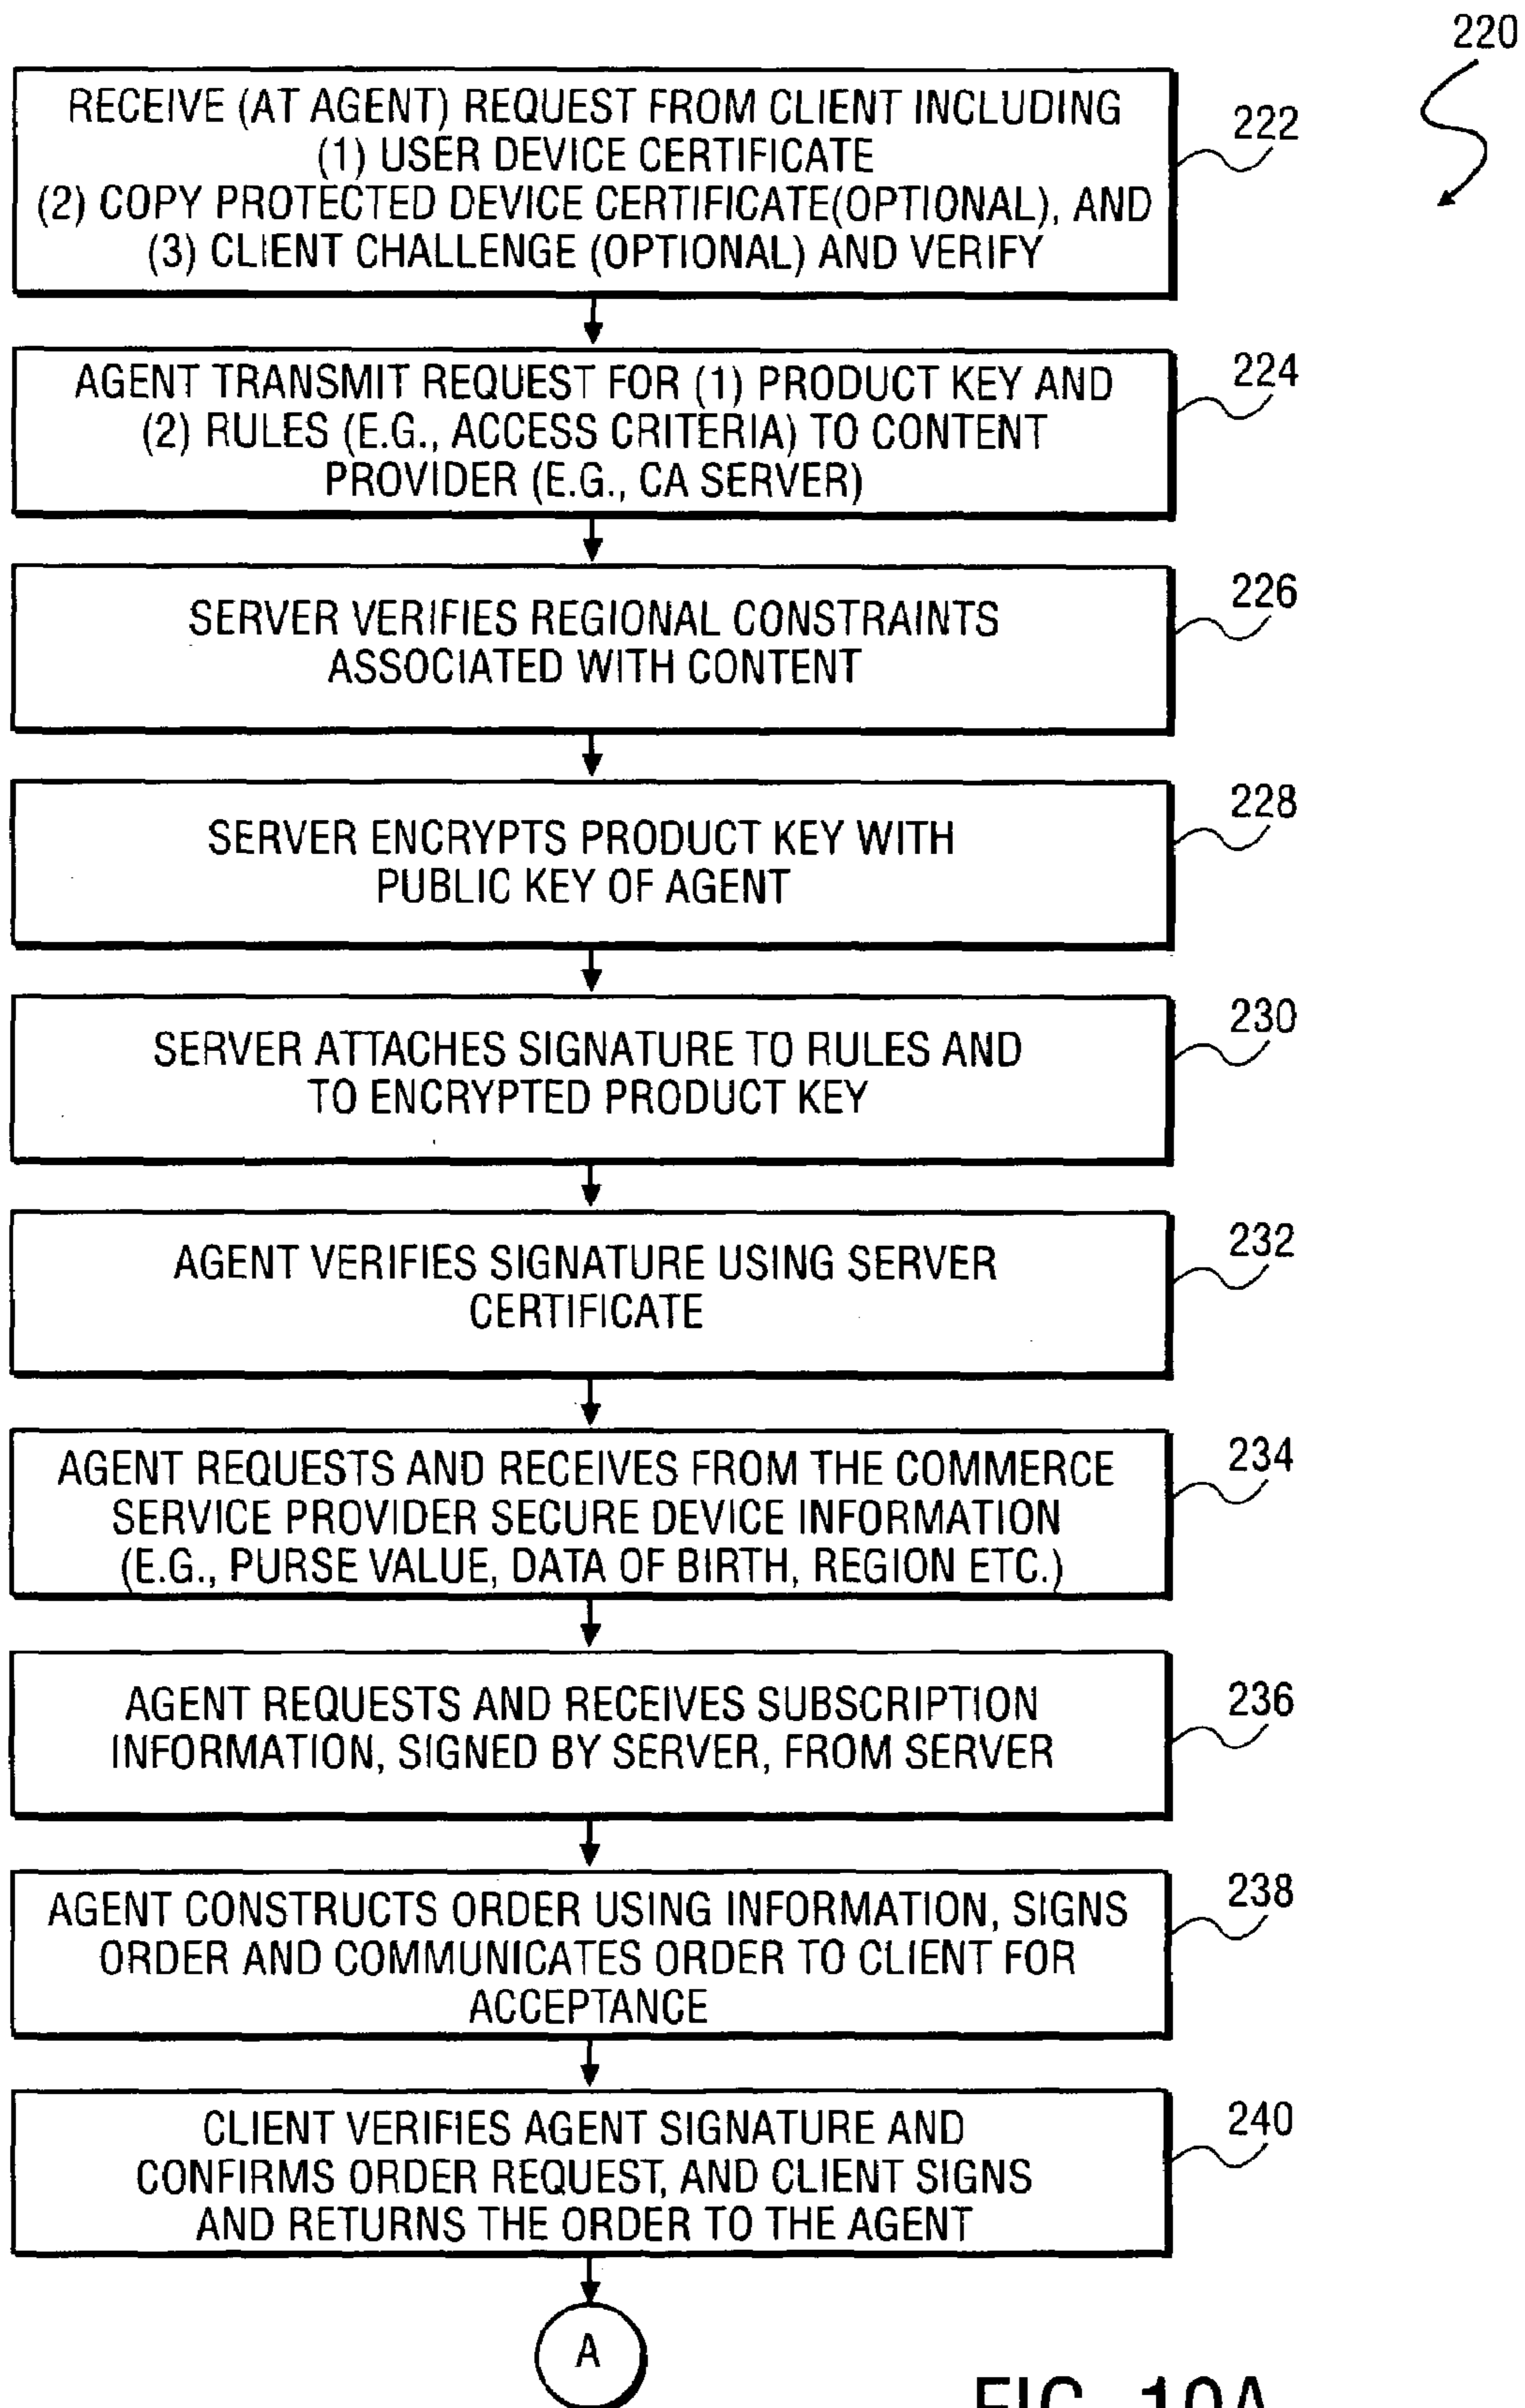 220
RECEIVE (AT AGENT) REQUEST FROM CLIENT INCLUDING
(1) USER DEVICE CERTIFICATE
(2) COPY PROTECTED DEVICE CERTIFICATE(OPTIONAL), AND
(3) CLIENT CHALLENGE (OPTIONAL) AND VERIFY
222
AGENT TRANSMIT REQUEST FOR (1) PRODUCT KEY AND
(2) RULES (E.G., ACCESS CRITERIA) TO CONTENT
PROVIDER (E.G., CA SERVER)
224
SERVER VERIFIES REGIONAL CONSTRAINTS
ASSOCIATED WITH CONTENT
226
SERVER ENCRYPTS PRODUCT KEY WITH
PUBLIC KEY OF AGENT
228
SERVER ATTACHES SIGNATURE TO RULES AND
TO ENCRYPTED PRODUCT KEY
230
AGENT VERIFIES SIGNATURE USING SERVER
CERTIFICATE
232
AGENT REQUESTS AND RECEIVES FROM THE COMMERCE
SERVICE PROVIDER SECURE DEVICE INFORMATION
(E.G., PURSE VALUE, DATA OF BIRTH, REGION ETC.)
234
AGENT REQUESTS AND RECEIVES SUBSCRIPTION
INFORMATION, SIGNED BY SERVER, FROM SERVER
236
AGENT CONSTRUCTS ORDER USING INFORMATION, SIGNS
ORDER AND COMMUNICATES ORDER TO CLIENT FOR
ACCEPTANCE
238
CLIENT VERIFIES AGENT SIGNATURE AND
CONFIRMS ORDER REQUEST, AND CLIENT SIGNS
AND RETURNS THE ORDER TO THE AGENT
240
A
FIG. 10A